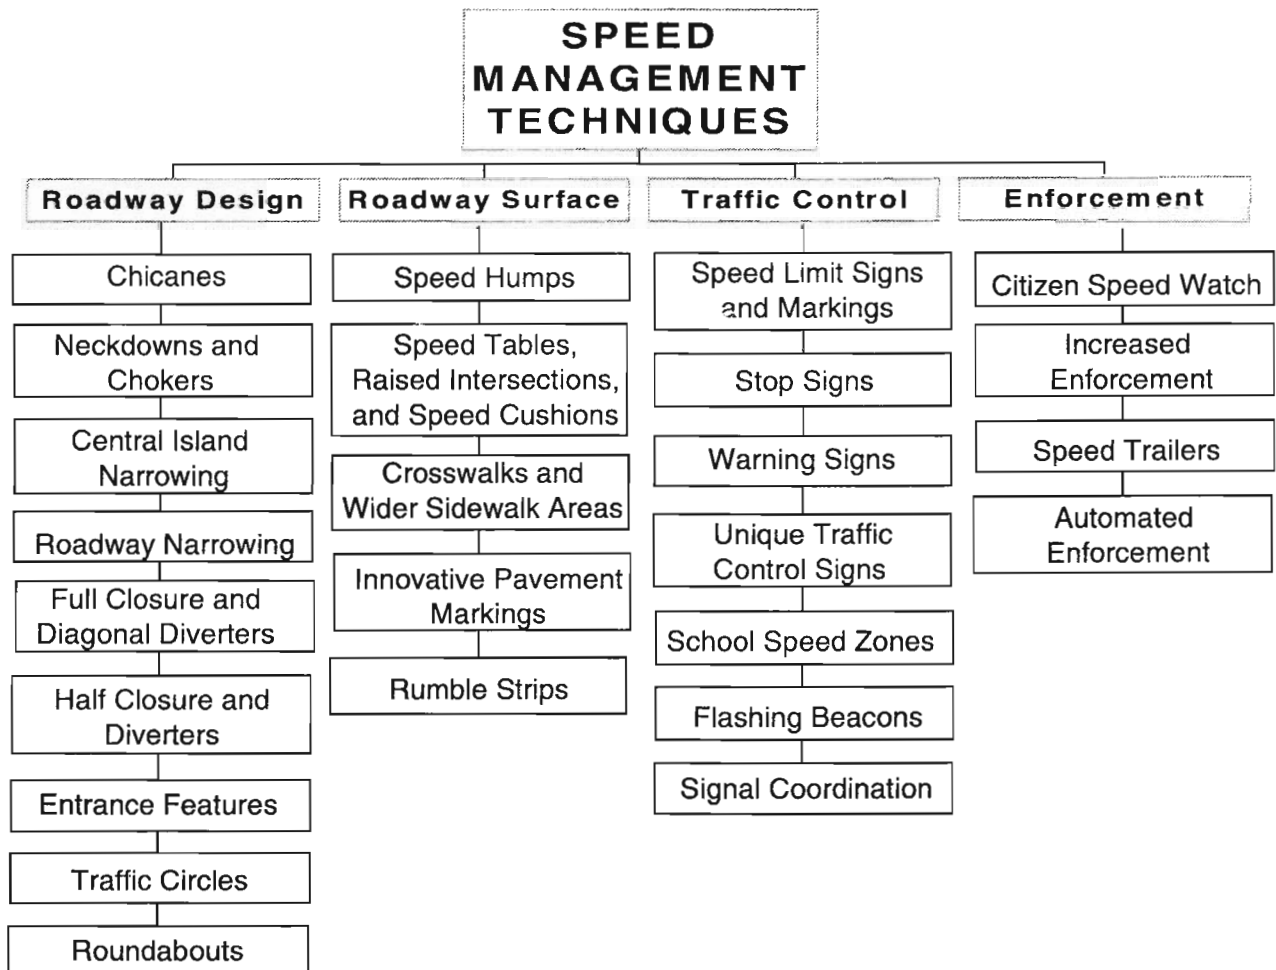 SPEED
MANAGEMENT
TECHNIQUES
Roadway Design
Chicanes
Neckdowns and
Chokers
Central Island
Narrowing
Roadway Narrowing
Full Closure and
Diagonal Diverters
Half Closure and
Diverters
Entrance Features
Traffic Circles
Roundabouts
Roadway Surface
Speed Humps
Speed Tables,
Raised Intersections,
and Speed Cushions
Crosswalks and
Wider Sidewalk Areas
Innovative Pavement
Markings
Rumble Strips
Traffic Control
Speed Limit Signs
and Markings
Stop Signs
Warning Signs
Unique Traffic
Control Signs
School Speed Zones
Flashing Beacons
Signal Coordination
Enforcement
Citizen Speed Watch
Increased
Enforcement
Speed Trailers
Automated
Enforcement